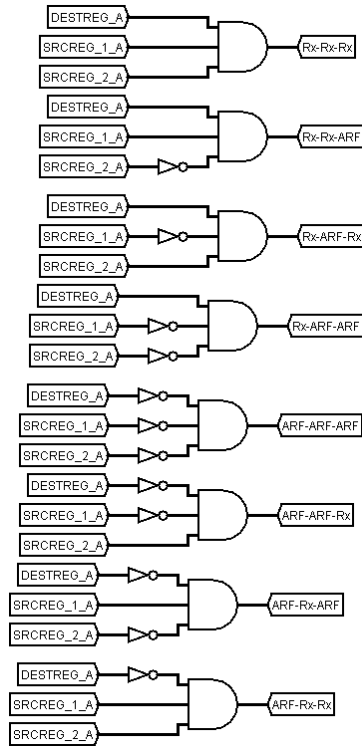 DESTREG_A
SRCREG_1_A
Rx-Rx-Rx
SRCREG_2_A
DESTREG_A
SRCREG_1_A
Rx-Rx-ARF
SRCREG_2_A
DESTREG_A
SRCREG_1_A
Rx-ARF-Rx
SRCREG_2_A
DESTREG_A
SRCREG_1_A
Rx-ARF-ARF
SRCREG_2_A
DESTREG_A
SRCREG_1_A
ARF-ARF-ARF
SRCREG_2_A
DESTREG_A
SRCREG_1_A
ARF-ARF-Rx
SRCREG_2_A
DESTREG_A
SRCREG_1_A
ARF-Rx-ARF
SRCREG_2_A
DESTREG_A
SRCREG_1_A
ARF-Rx-Rx
SRCREG_2_A